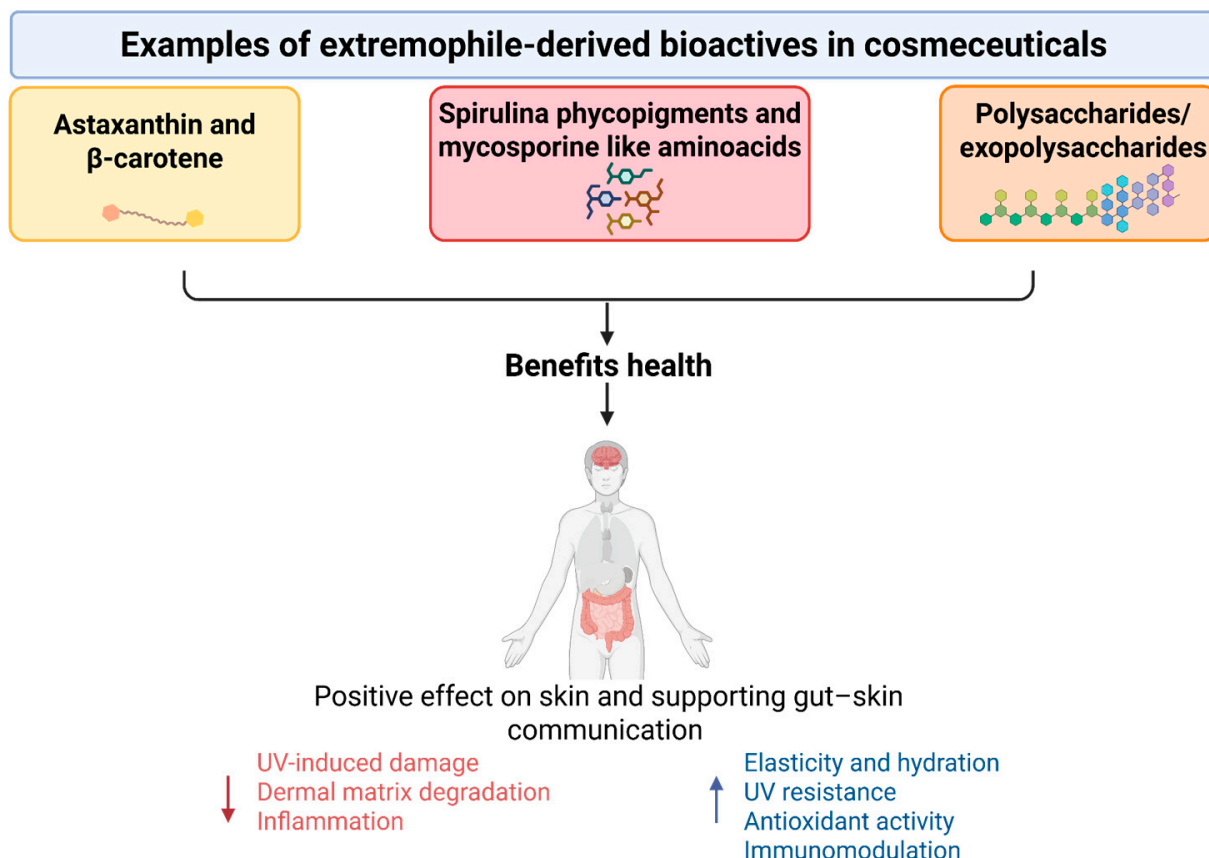 Examples of extremophile-derived bioactives in cosmeceuticals
Astaxanthin and
β-carotene
Spirulina phycopigments and
mycosporine like aminoacids
Polysaccharides/
exopolysaccharides
Benefits health
Positive effect on skin and supporting gut–skin
communication
UV-induced damage
Dermal matrix degradation
Inflammation
Elasticity and hydration
UV resistance
Antioxidant activity
Immunomodulation